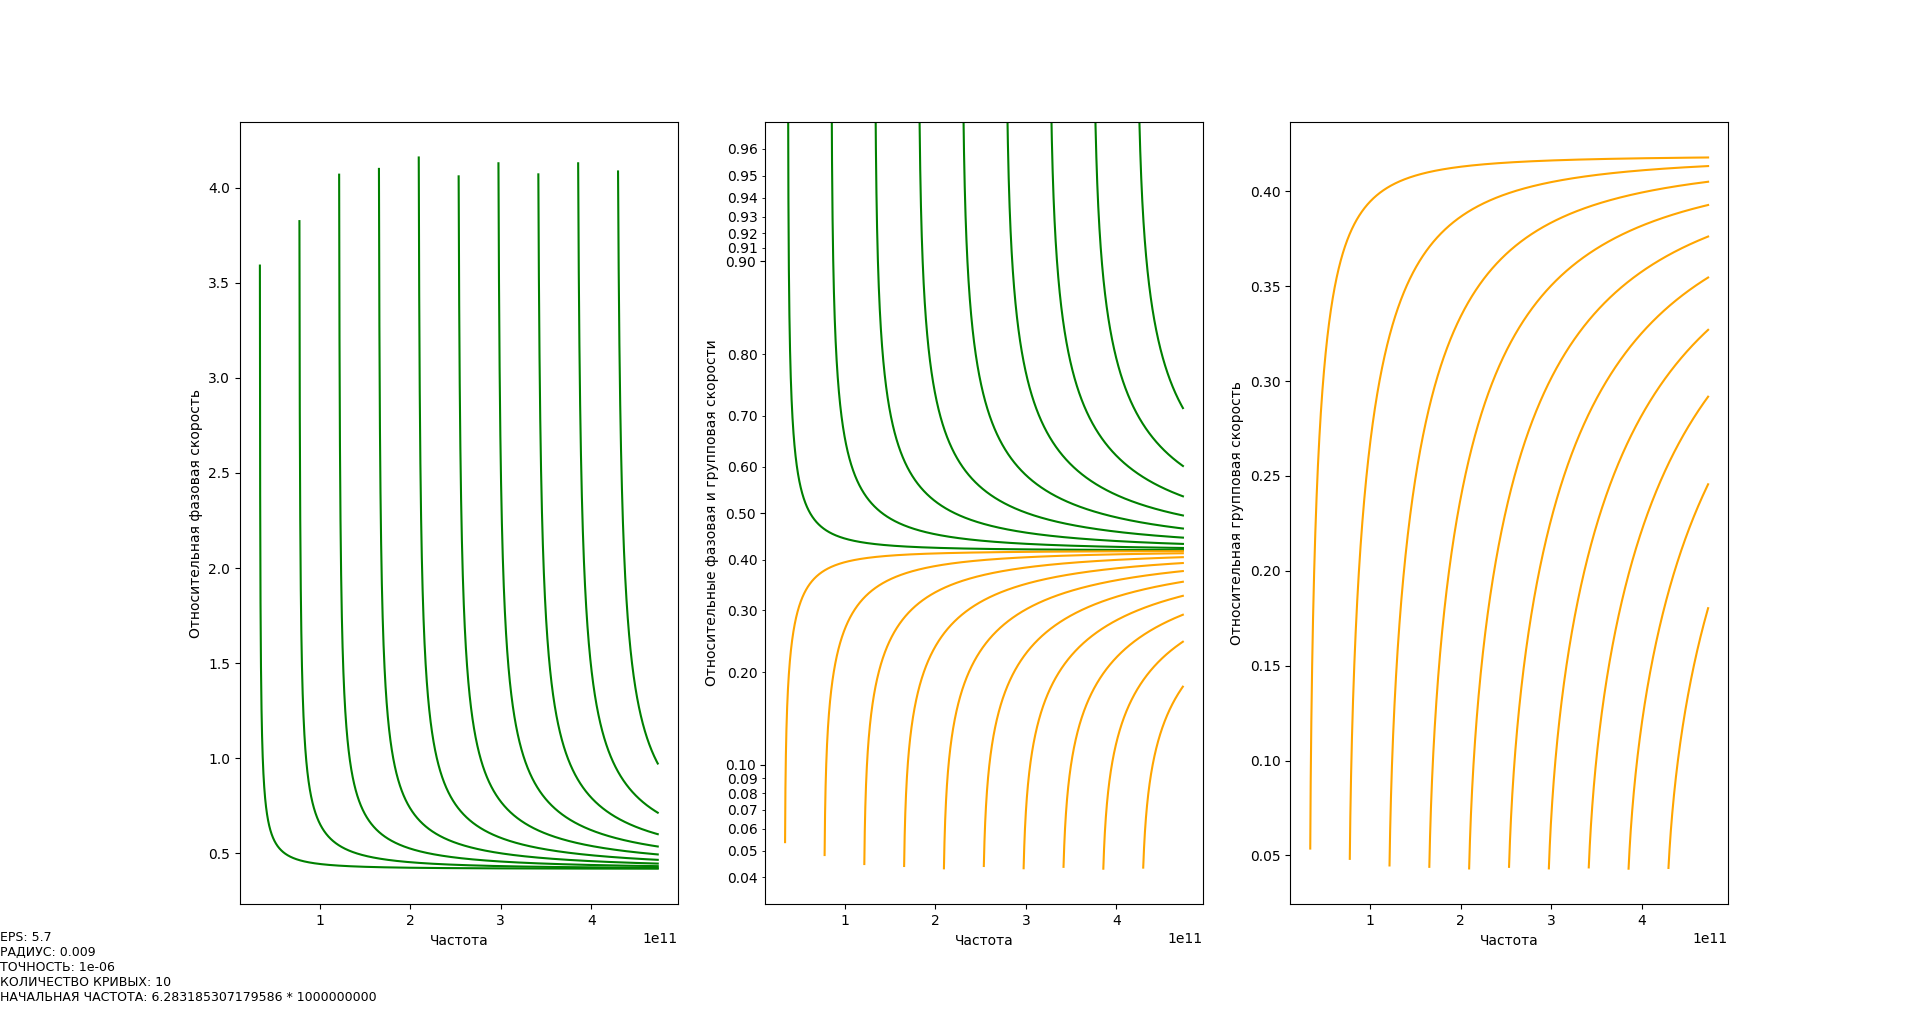 Относительная фазовая скорость
4.0
3.5
3.0
2.5
2.0
1.5
1.0
0.5
1 2 3 4
1e11
Частота
Относительные фазовая и групповая скорости
0.96
0.95
0.94
0.93
0.92
0.91
0.90
0.80
0.70
0.60
0.50
0.40
0.30
0.20
0.10
0.09
0.08
0.07
0.06
0.05
0.04
1 2 3 4
1e11
Частота
Относительная групповая скорость
0.40
0.35
0.30
0.25
0.20
0.15
0.10
0.05
1 2 3 4
1e11
Частота
EPS: 5.7
РАДИУС: 0.009
ТОЧНОСТЬ: 1e-06
КОЛИЧЕСТВО КРИВЫХ: 10
НАЧАЛЬНАЯ ЧАСТОТА: 6.283185307179586 * 1000000000